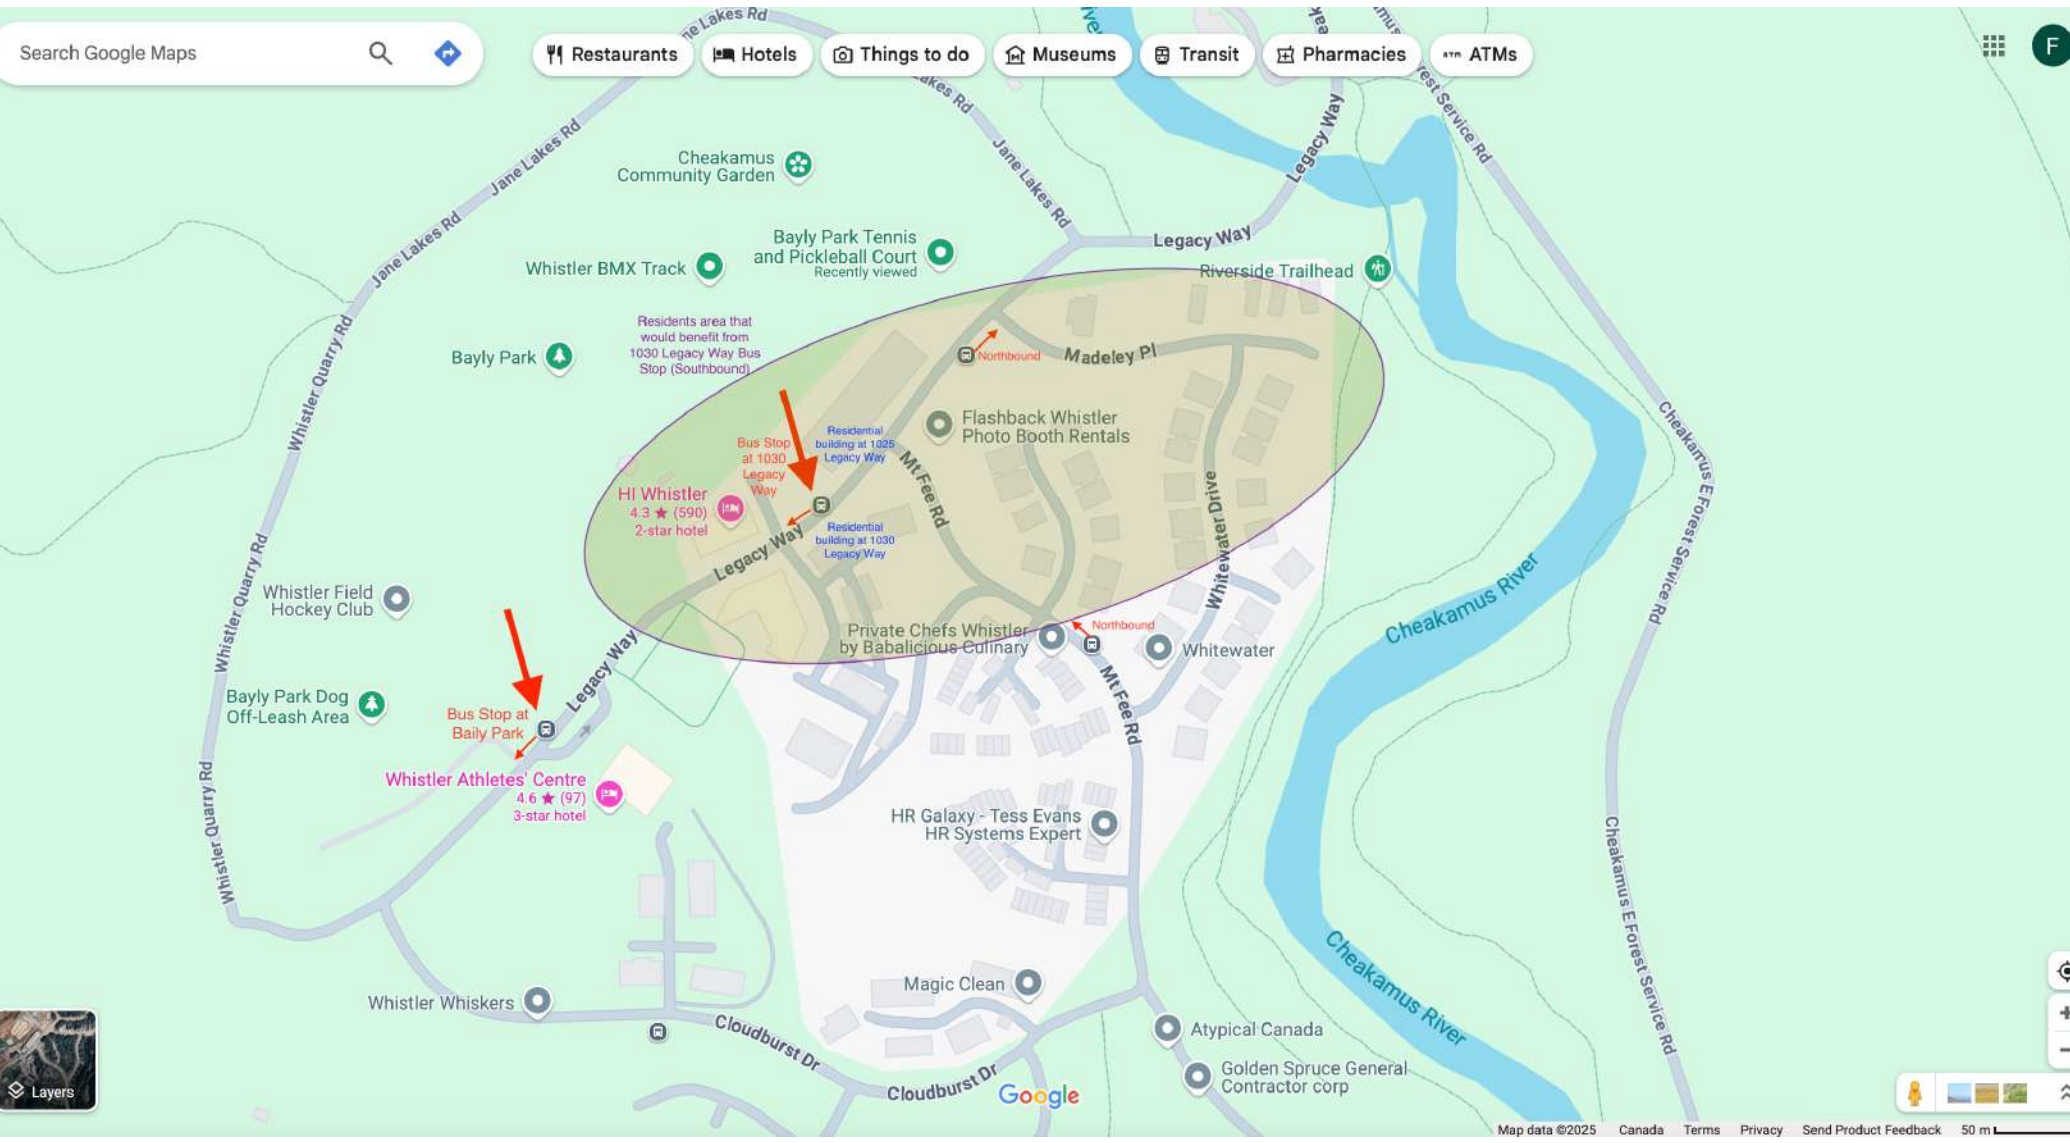 Jane Lakes Rd
Search Google Maps
Restaurants
Hotels
Things to do
Museums
Transit
Pharmacies
ATM
ATMs
F
Jane Lakes Rd
Jane Lakes Rd
Legacy Way
Cheakamus
Community Garden
Jane Lakes Rd
Jane Lakes Rd
Bayly Park Tennis
and Pickleball Court
Recently viewed
Legacy Way
Whistler BMX Track
Riverside Trailhead
Residents area that
would benefit from
1030 Legacy Way Bus
Stop (Southbound)
Bayly Park
Whistler Quarry Rd
Northbound
Madeley Pl
Flashback Whistler
Photo Booth Rentals
Bus Stop
at 1030
Legacy
Way
Residential
building at 1025
Legacy Way
Mt Fee Rd
Cheakamus E Forest Service Rd
HI Whistler
4.3 ★ (590)
2-star hotel
Residential
building at 1030
Legacy Way
Legacy Way
Whitewater Drive
Whistler Quarry Rd
Whistler Field
Hockey Club
Cheakamus River
Private Chefs Whistler
by Babalicious Culinary
Northbound
Whitewater
Legacy Way
Mt Fee Rd
Bayly Park Dog
Off-Leash Area
Bus Stop at
Baily Park
Whistler Athletes' Centre
4.6 ★ (97)
3-star hotel
Whistler Quarry Rd
HR Galaxy - Tess Evans
HR Systems Expert
Cheakamus E Forest Service Rd
Cheakamus River
Magic Clean
Whistler Whiskers
Cloudburst Dr
Atypical Canada
Golden Spruce General
Contractor corp
Cloudburst Dr
Google
Layers
Map data ©2025 Canada Terms Privacy Send Product Feedback 50 m